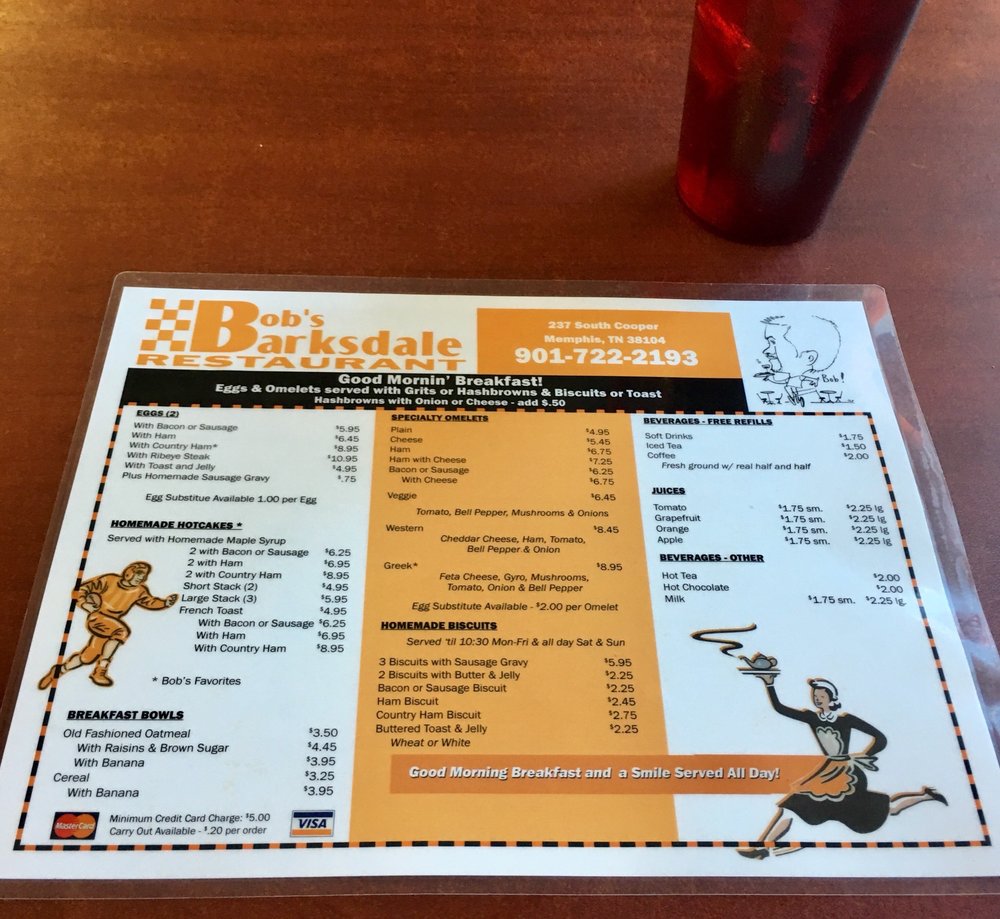 Bob's
Barksdale
RESTAURANT
237 South Cooper
Memphis, TN 38104
901-722-2193
Bob!
Good Mornin' Breakfast!
Eggs & Omelets served with Grits or Hashbrowns & Biscuits or Toast
Hashbrowns with Onion or Cheese - add $.50
EGGS (2)
With Bacon or Sausage $5.95
With Ham $6.45
With Country Ham* $8.95
With Ribeye Steak $10.95
With Toast and Jelly $4.95
Plus Homemade Sausage Gravy $.75
Egg Substitue Available 1.00 per Egg
HOMEMADE HOTCAKES *
Served with Homemade Maple Syrup
2 with Bacon or Sausage $6.25
2 with Ham $6.95
2 with Country Ham $8.95
Short Stack (2) $4.95
Large Stack (3) $5.95
French Toast $4.95
With Bacon or Sausage $6.25
With Ham $6.95
With Country Ham $8.95
* Bob's Favorites
BREAKFAST BOWLS
Old Fashioned Oatmeal $3.50
With Raisins & Brown Sugar $4.45
With Banana $3.95
Cereal $3.25
With Banana $3.95
MasterCard
Minimum Credit Card Charge: $5.00
Carry Out Available - $.20 per order
VISA
SPECIALTY OMELETS
Plain $4.95
Cheese $5.45
Ham $6.75
Ham with Cheese $7.25
Bacon or Sausage $6.25
With Cheese $6.75
Veggie $6.45
Tomato, Bell Pepper, Mushrooms & Onions
Western $8.45
Cheddar Cheese, Ham, Tomato,
Bell Pepper & Onion
Greek* $8.95
Feta Cheese, Gyro, Mushrooms,
Tomato, Onion & Bell Pepper
Egg Substitute Available - $2.00 per Omelet
HOMEMADE BISCUITS
Served 'til 10:30 Mon-Fri & all day Sat & Sun
3 Biscuits with Sausage Gravy $5.95
2 Biscuits with Butter & Jelly $2.25
Bacon or Sausage Biscuit $2.25
Ham Biscuit $2.45
Country Ham Biscuit $2.75
Buttered Toast & Jelly $2.25
Wheat or White
BEVERAGES - FREE REFILLS
Soft Drinks $1.75
Iced Tea $1.50
Coffee $2.00
Fresh ground w/ real half and half
JUICES
Tomato $1.75 sm. $2.25 lg
Grapefruit $1.75 sm. $2.25 lg
Orange $1.75 sm. $2.25 lg
Apple $1.75 sm. $2.25 lg
BEVERAGES - OTHER
Hot Tea $2.00
Hot Chocolate $2.00
Milk $1.75 sm. $2.25 lg.
Good Morning Breakfast and a Smile Served All Day!